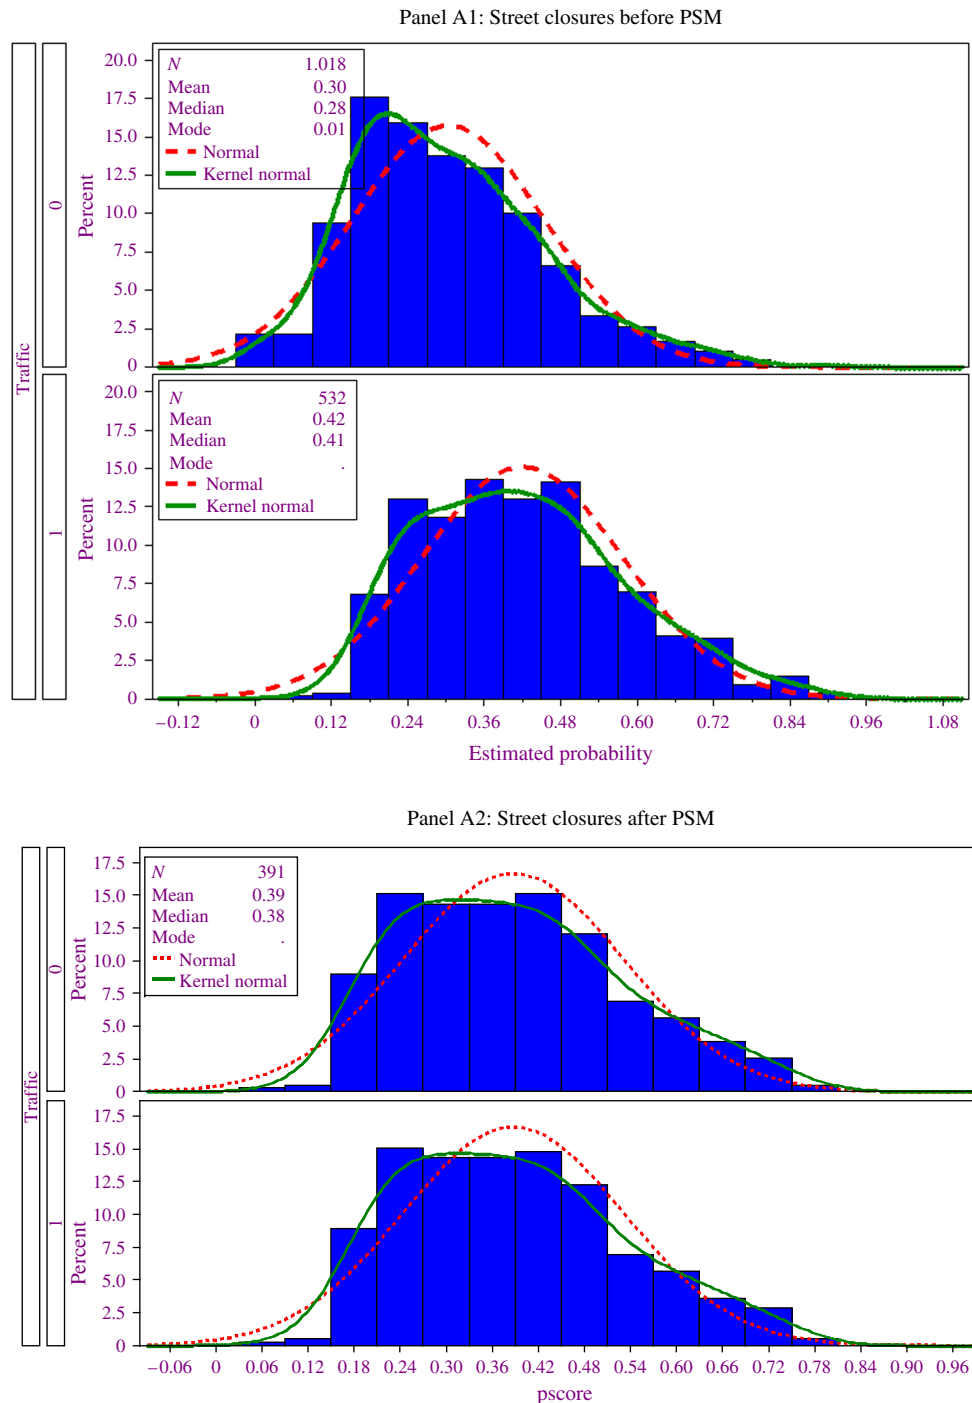 Panel A1: Street closures before PSM
Traffic
0
Percent
20.0
17.5
15.0
12.5
10.0
7.5
5.0
2.5
0
N 1.018
Mean 0.30
Median 0.28
Mode 0.01
Normal
Kernel normal
1
Percent
20.0
17.5
15.0
12.5
10.0
7.5
5.0
2.5
0
N 532
Mean 0.42
Median 0.41
Mode .
Normal
Kernel normal
−0.12 0 0.12 0.24 0.36 0.48 0.60 0.72 0.84 0.96 1.08
Estimated probability
Panel A2: Street closures after PSM
Traffic
0
Percent
17.5
15.0
12.5
10.0
7.5
5.0
2.5
0
N 391
Mean 0.39
Median 0.38
Mode .
Normal
Kernel normal
1
Percent
17.5
15.0
12.5
10.0
7.5
5.0
2.5
0
−0.06 0 0.06 0.12 0.18 0.24 0.30 0.36 0.42 0.48 0.54 0.60 0.66 0.72 0.78 0.84 0.90 0.96
pscore